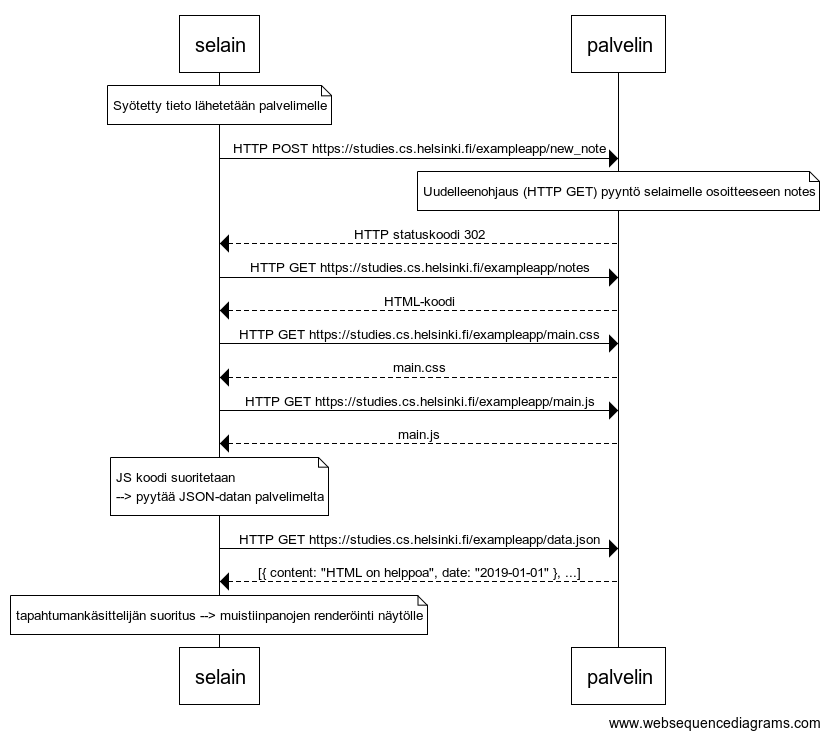 selain
palvelin
Syötetty tieto lähetetään palvelimelle
HTTP POST https://studies.cs.helsinki.fi/exampleapp/new_note
Uudelleenohjaus (HTTP GET) pyyntö selaimelle osoitteeseen notes
HTTP statuskoodi 302
HTTP GET https://studies.cs.helsinki.fi/exampleapp/notes
HTML-koodi
HTTP GET https://studies.cs.helsinki.fi/exampleapp/main.css
main.css
HTTP GET https://studies.cs.helsinki.fi/exampleapp/main.js
main.js
JS koodi suoritetaan
--> pyytää JSON-datan palvelimelta
HTTP GET https://studies.cs.helsinki.fi/exampleapp/data.json
[{ content: "HTML on helppoa", date: "2019-01-01" }, ...]
tapahtumankäsittelijän suoritus --> muistiinpanojen renderöinti näytölle
selain
palvelin
www.websequencediagrams.com